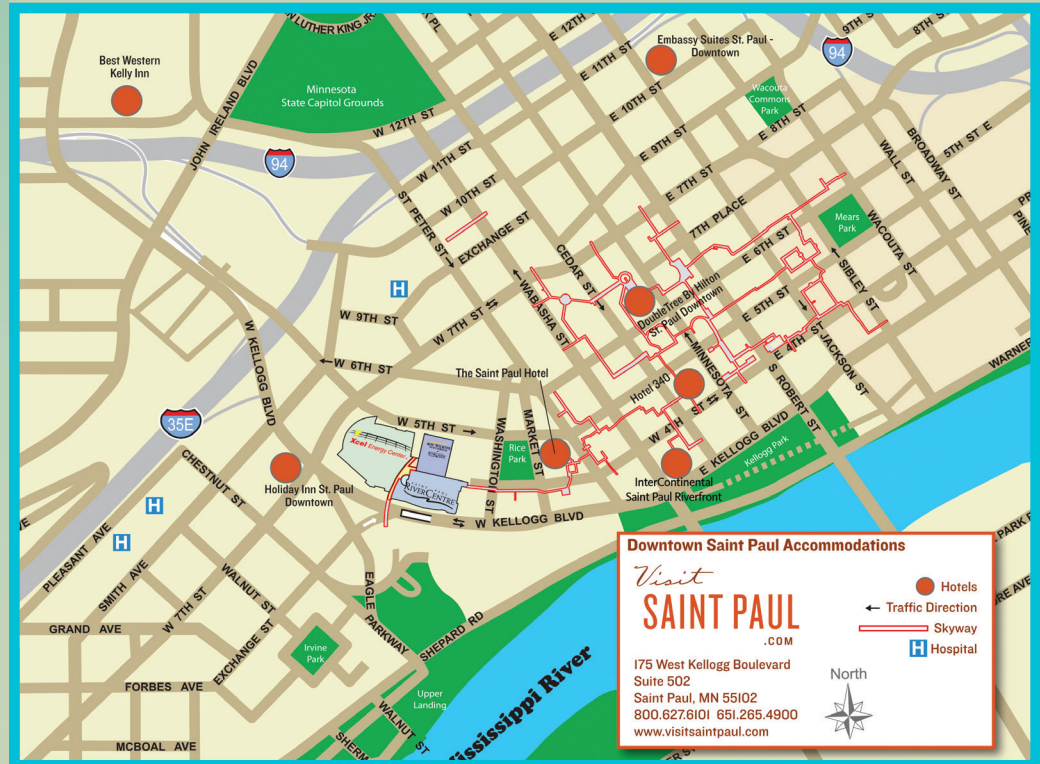 N LUTHER KING JR
K PL
E 12TH ST
E 11TH ST
Embassy Suites St. Paul -
Downtown
9TH ST
8TH ST
94
Best Western
Kelly Inn
JOHN IRELAND BLVD
Minnesota
State Capitol Grounds
E 10TH ST
Wacouta
Commons
Park
E 8TH ST
W 12TH ST
E 9TH ST
BROADWAY ST
5TH ST E
94
W 11TH ST
WALL ST
W 10TH ST
E 7TH ST
ST PETER ST
EXCHANGE ST
7TH PLACE
Mears
Park
WACOUTA ST
E 6TH ST
CEDAR ST
SIBLEY ST
H
WABASHA ST
DoubleTree By Hilton
St. Paul Downtown
E 5TH ST
W 9TH ST
W 7TH ST
E 4TH ST
MINNESOTA ST
JACKSON ST
WARNER
W KELLOGG BLVD
W 6TH ST
The Saint Paul Hotel
Hotel 340
S ROBERT ST
35E
W 5TH ST
WASHINGTON ST
MARKET ST
W 4TH ST
E KELLOGG BLVD
Kellogg Park
Xcel Energy Center
Rice
Park
CHESTNUT ST
Holiday Inn St. Paul
Downtown
SAINT PAUL
RIVERCENTRE
InterContinental
Saint Paul Riverfront
H
W KELLOGG BLVD
H
PLEASANT AVE
SMITH AVE
WALNUT ST
W 7TH ST
EXCHANGE ST
EAGLE PARKWAY
SHEPARD RD
GRAND AVE
Irvine
Park
FORBES AVE
Upper
Landing
WALNUT ST
MCBOAL AVE
SHERM
Mississippi River
Downtown Saint Paul Accommodations
Visit
SAINT PAUL
.COM
Hotels
Traffic Direction
Skyway
H Hospital
175 West Kellogg Boulevard
Suite 502
Saint Paul, MN 55102
800.627.6101 651.265.4900
www.visitsaintpaul.com
North